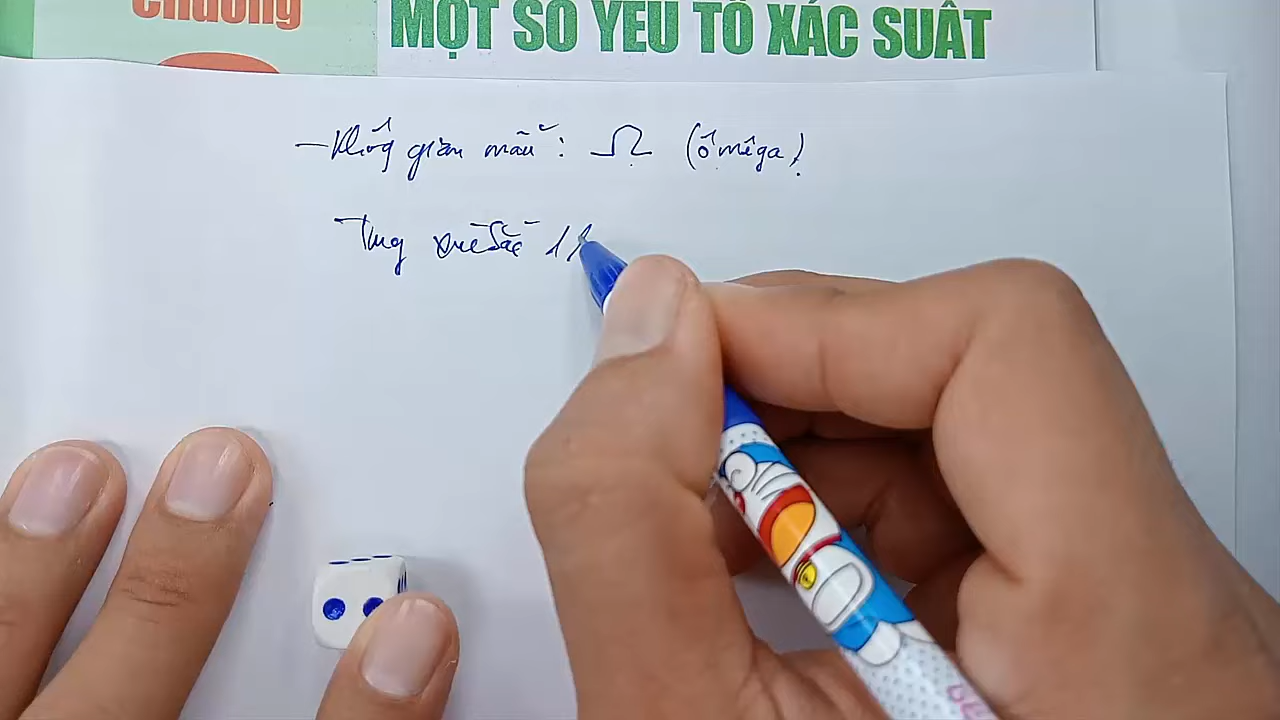 Chương
MỘT SỐ YẾU TỐ XÁC SUẤT
- Không gian mẫu: Ω (ômêga)
Tung xúc sắc 1